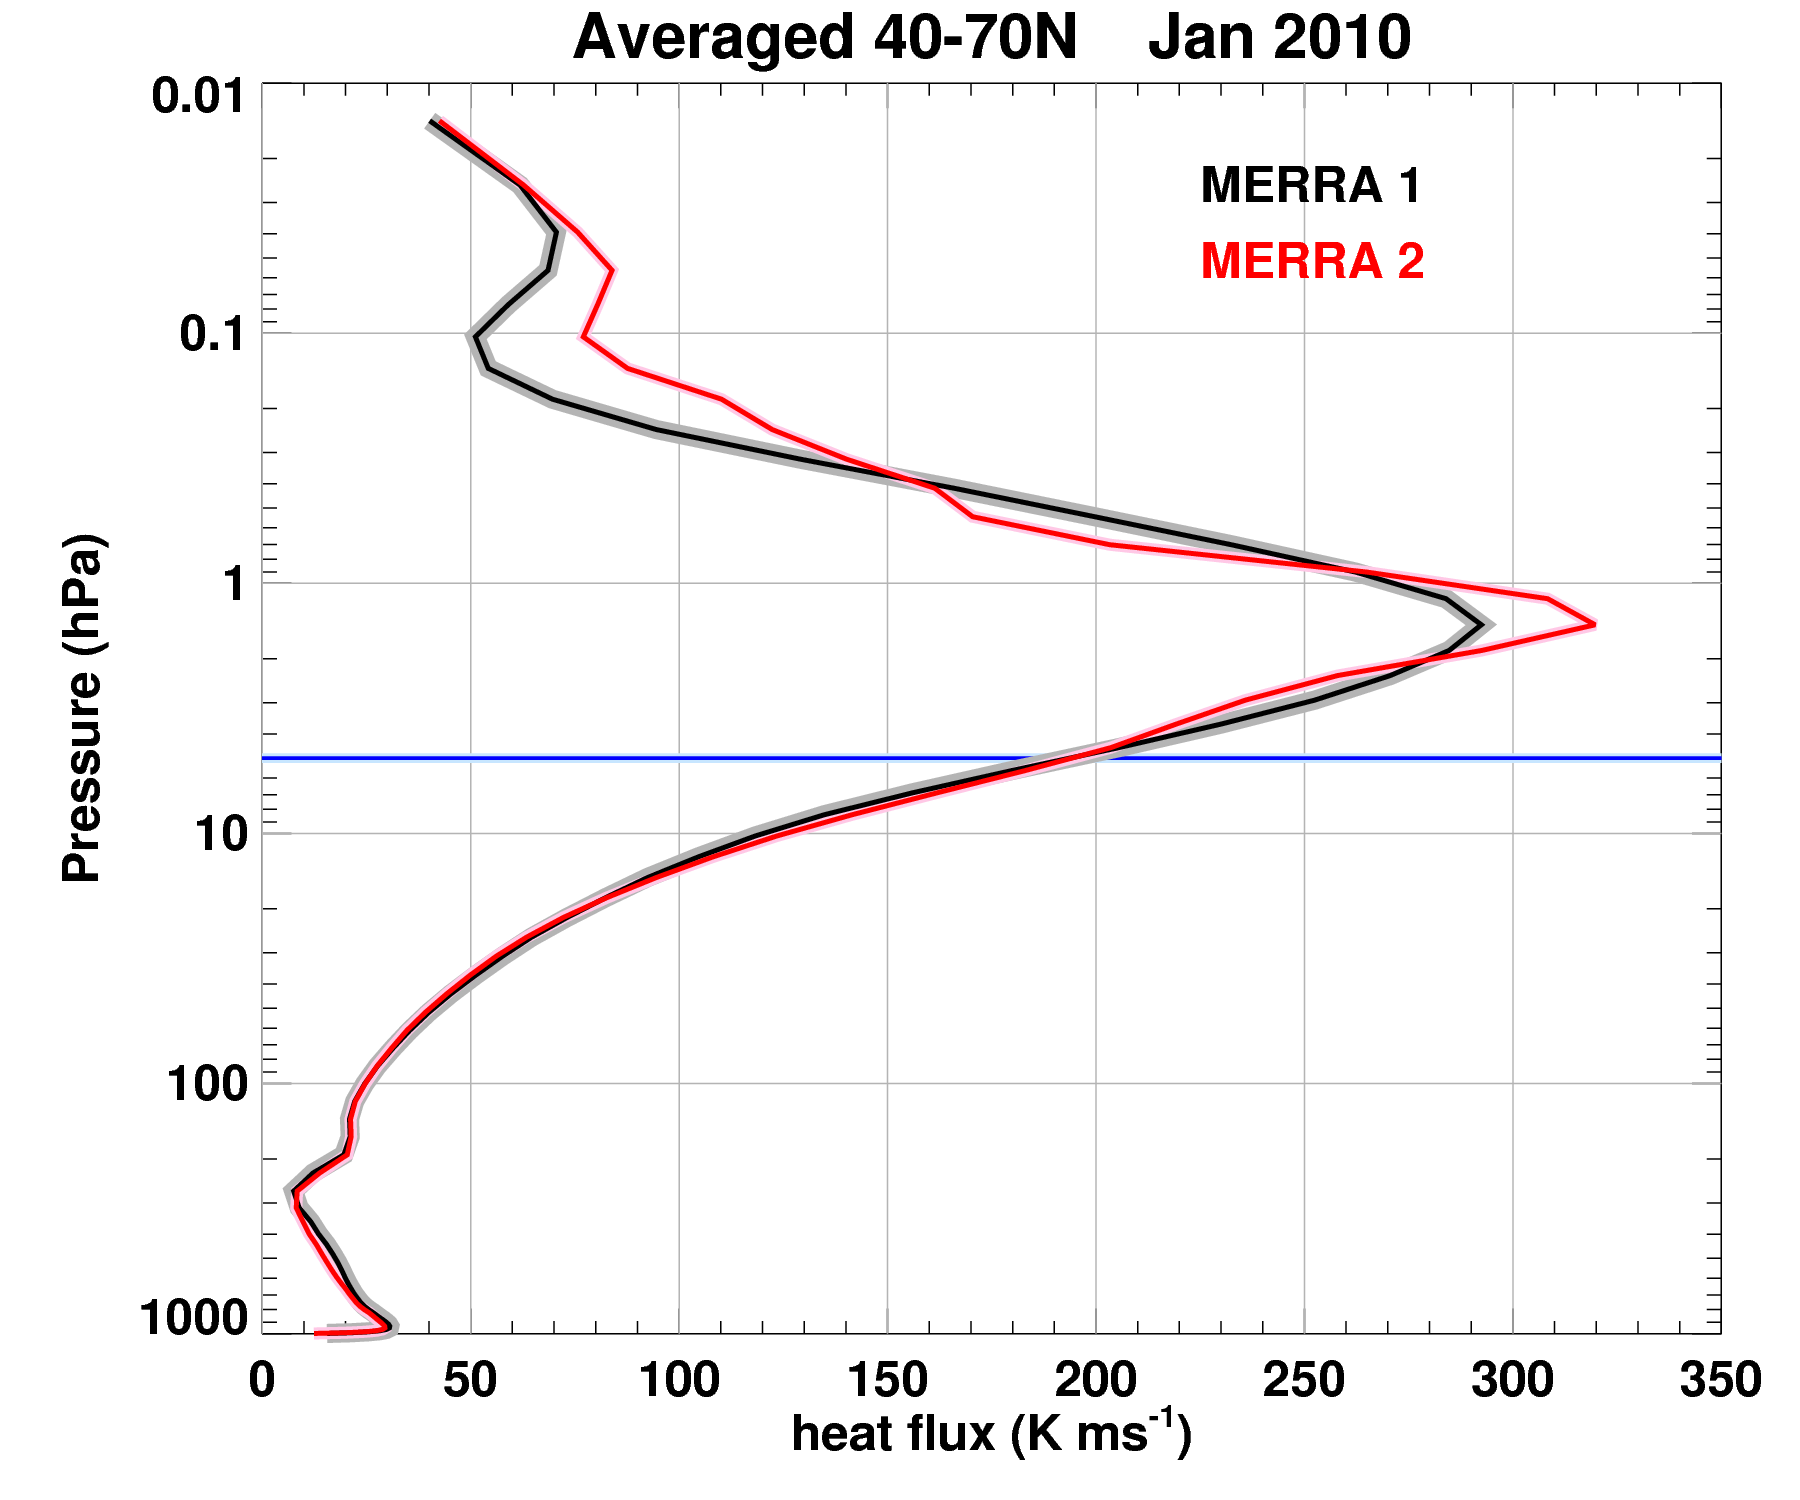 Averaged 40-70N Jan 2010
0.01
MERRA 1
MERRA 2
0.1
1
Pressure (hPa)
10
100
1000
0 50 100 150 200 250 300 350
heat flux (K ms-1)